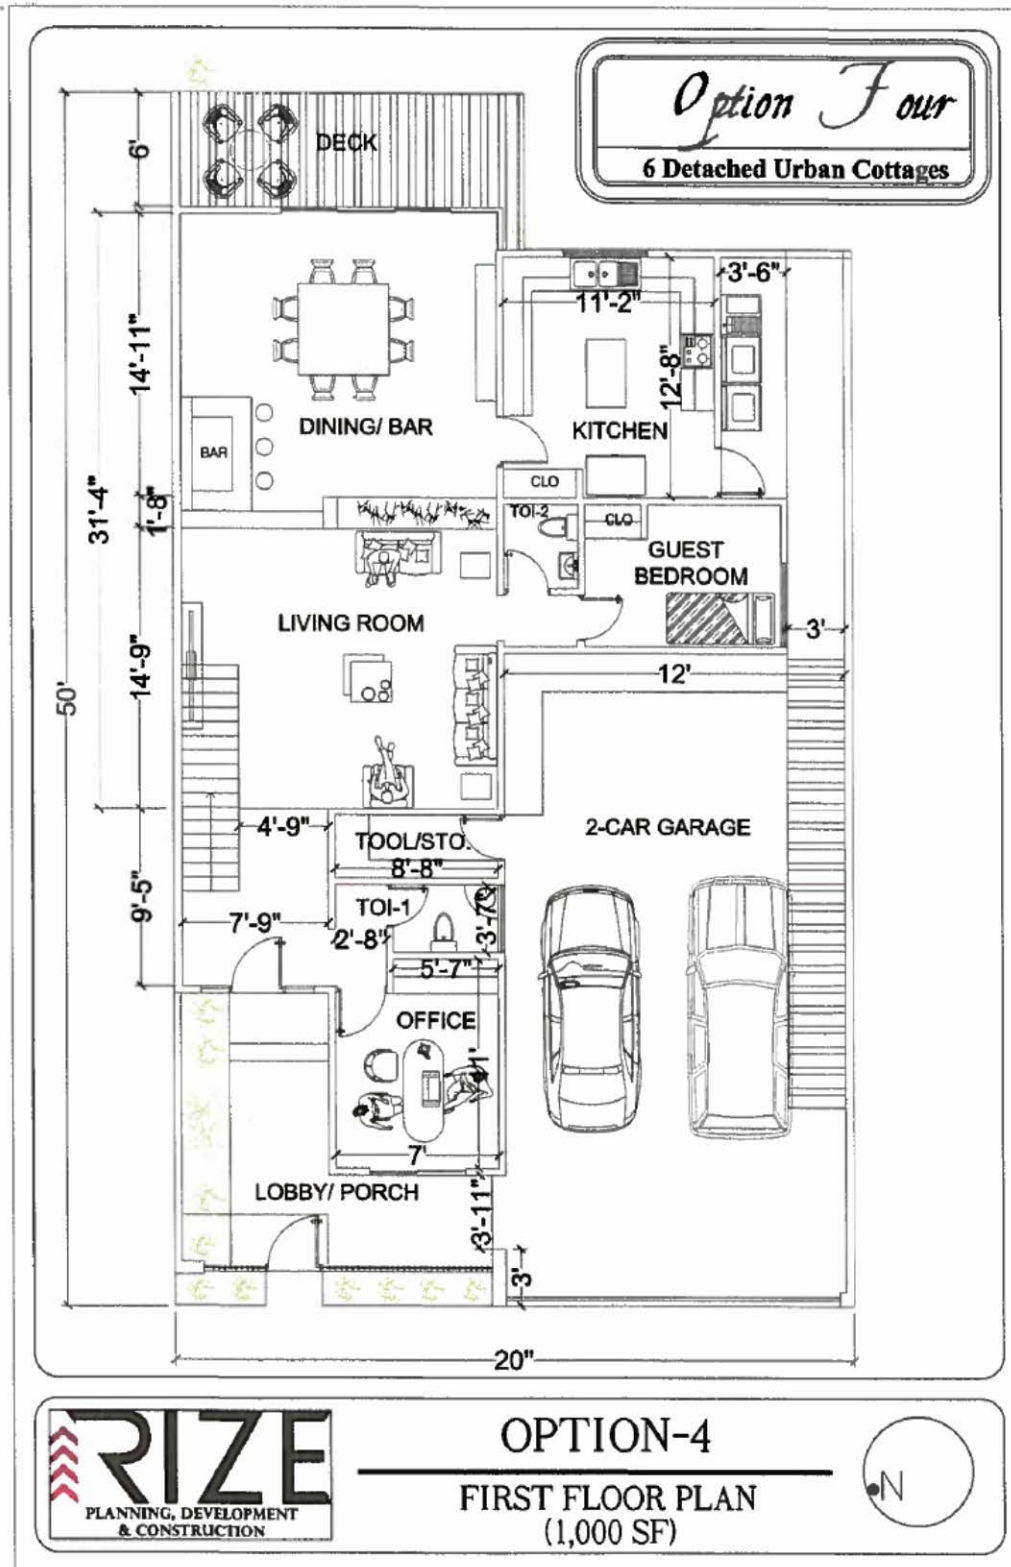 Option Four
6 Detached Urban Cottages
DECK
6'
14'-11"
31'-4"
1'-8"
50'
14'-9"
9'-5"
DINING/ BAR
BAR
11'-2"
3'-6"
12'-8"
KITCHEN
CLO
TOI-2
CLO
GUEST
BEDROOM
3'
LIVING ROOM
12'
4'-9"
TOOL/STO.
8'-8"
2-CAR GARAGE
TOI-1
7'-9"
2'-8"
3'-7"
5'-7"
OFFICE
7'
LOBBY/ PORCH
3'-11"
3'
20"
RIZE
PLANNING, DEVELOPMENT
& CONSTRUCTION
OPTION-4
FIRST FLOOR PLAN
(1,000 SF)
N